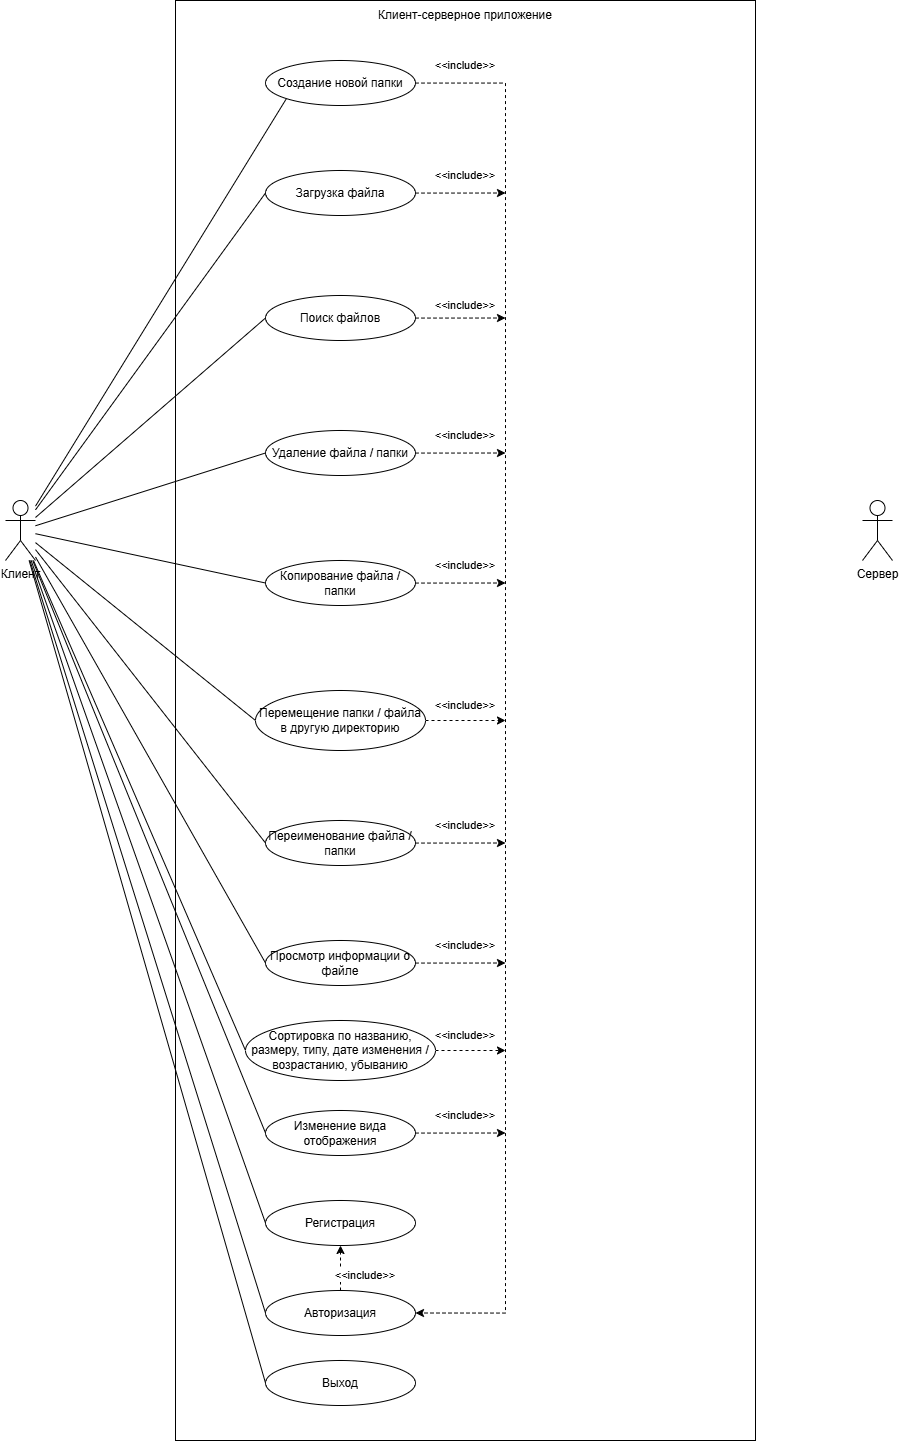 Клиент-серверное приложение
<<include>>
Создание новой папки
<<include>>
Загрузка файла
<<include>>
Поиск файлов
<<include>>
Удаление файла / папки
Клиент
Сервер
<<include>>
Копирование файла /
папки
<<include>>
Перемещение папки / файла
в другую директорию
<<include>>
Переименование файла /
папки
<<include>>
Просмотр информации о
файле
<<include>>
Сортировка по названию,
размеру, типу, дате изменения /
возрастанию, убыванию
<<include>>
Изменение вида
отображения
Регистрация
<<include>>
Авторизация
Выход